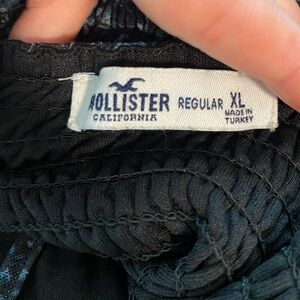 HOLLISTER REGULAR XL
CALIFORNIA MADE IN
TURKEY